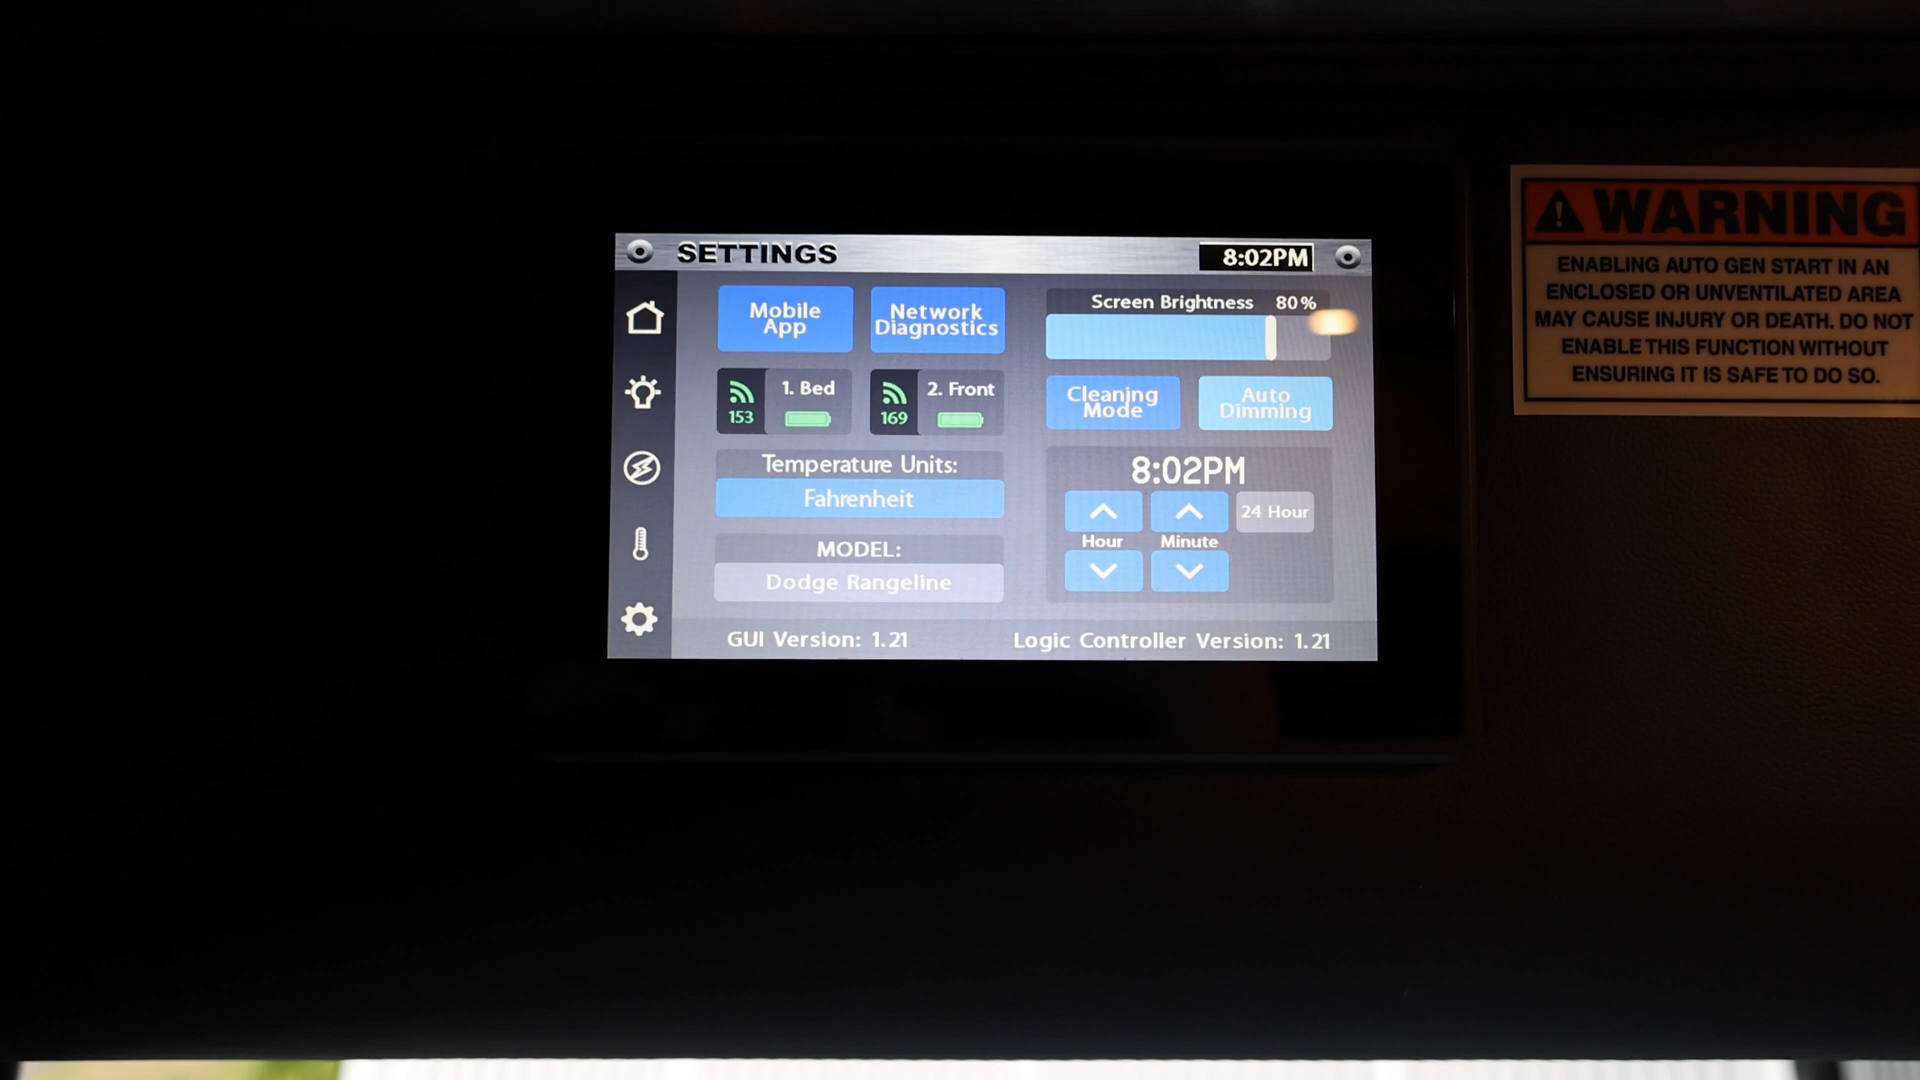 SETTINGS
8:02PM
Mobile
App
Network
Diagnostics
Screen Brightness 80%
153
1. Bed
169
2. Front
Cleaning
Mode
Auto
Dimming
Temperature Units:
Fahrenheit
8:02PM
24 Hour
Hour
Minute
MODEL:
Dodge Rangeline
GUI Version: 1.21
Logic Controller Version: 1.21
WARNING
ENABLING AUTO GEN START IN AN
ENCLOSED OR UNVENTILATED AREA
MAY CAUSE INJURY OR DEATH. DO NOT
ENABLE THIS FUNCTION WITHOUT
ENSURING IT IS SAFE TO DO SO.